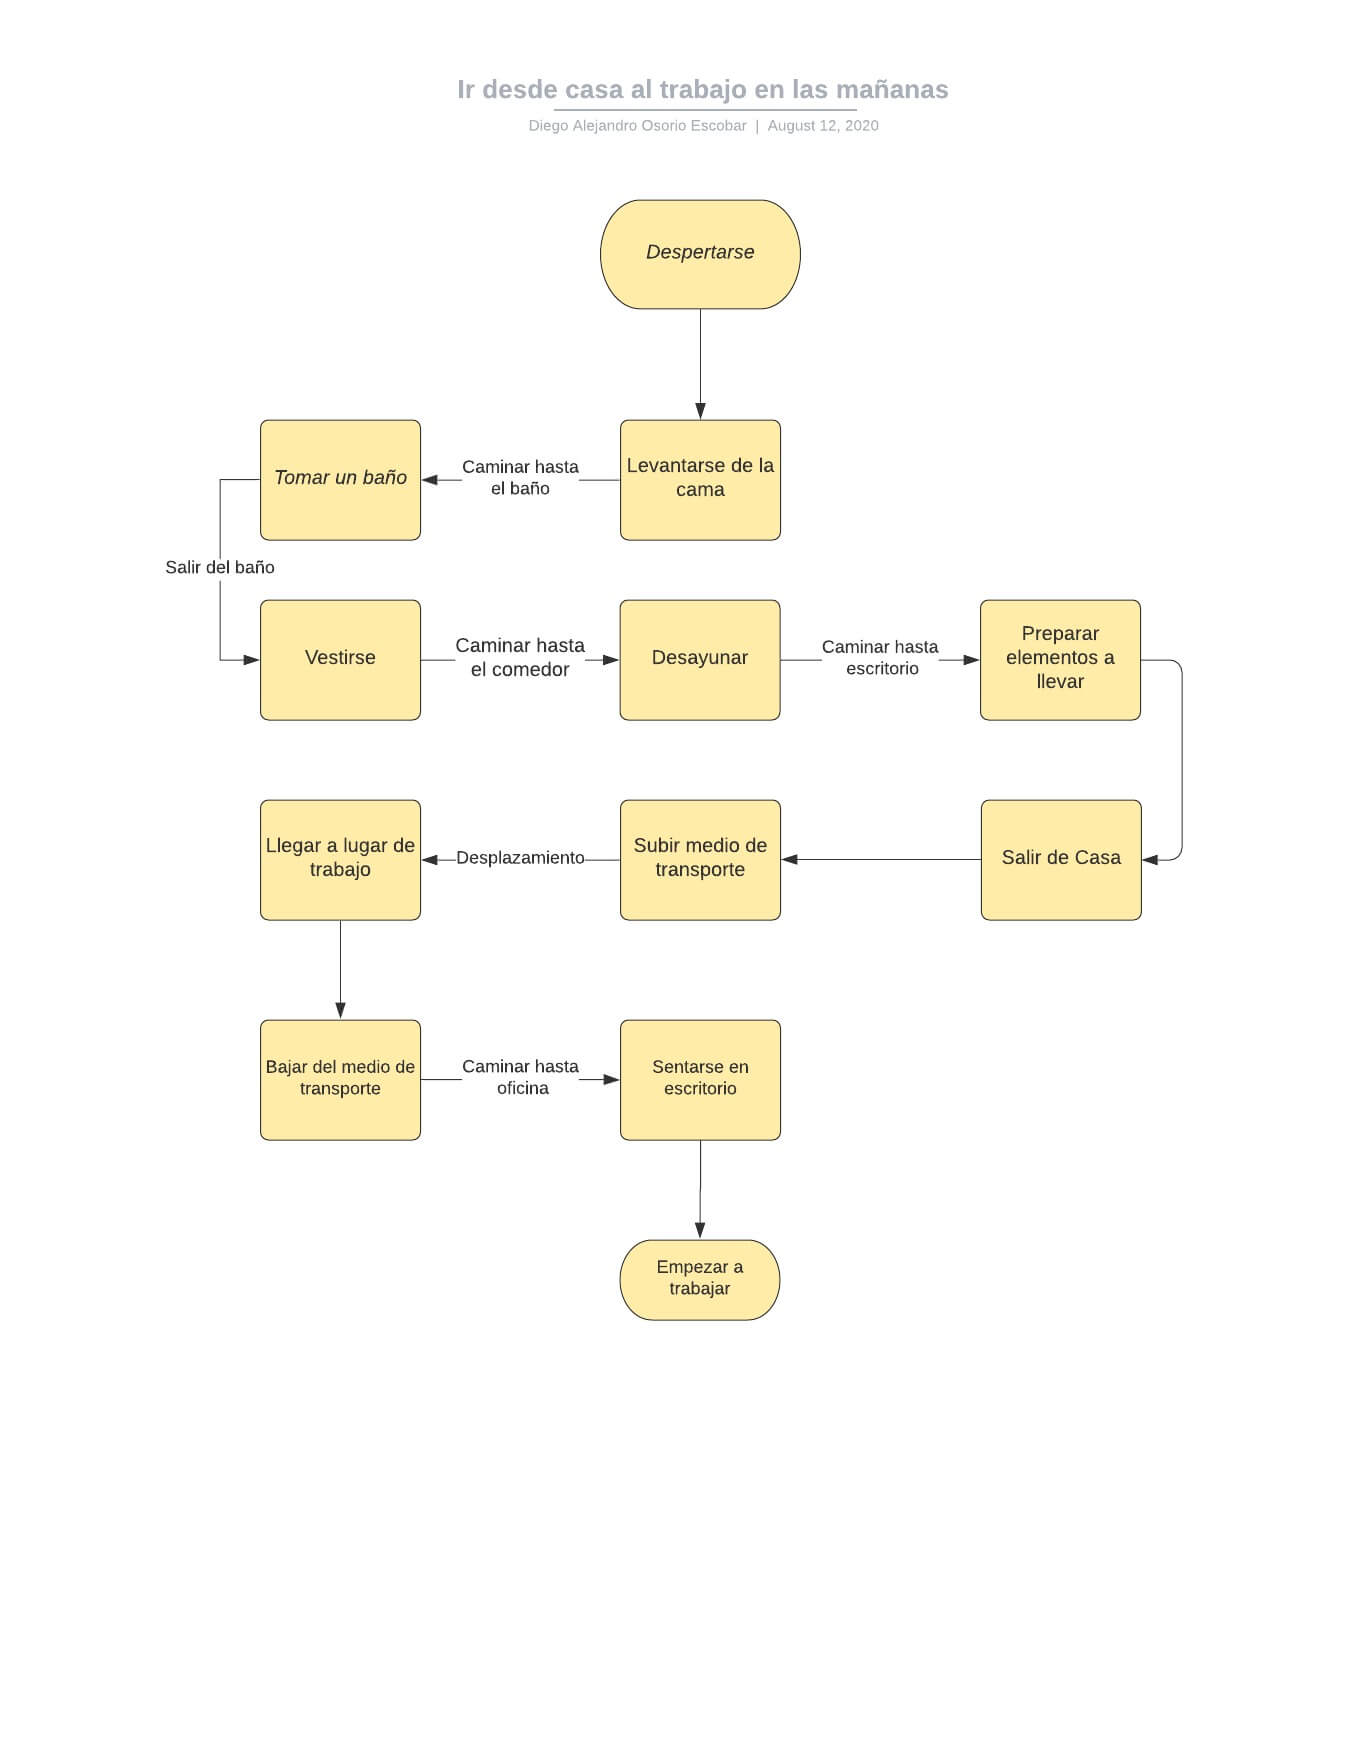 Ir desde casa al trabajo en las mañanas
Diego Alejandro Osorio Escobar | August 12, 2020
Despertarse
Levantarse de la
cama
Caminar hasta
el baño
Tomar un baño
Salir del baño
Vestirse
Caminar hasta
el comedor
Desayunar
Caminar hasta
escritorio
Preparar
elementos a
llevar
Salir de Casa
Subir medio de
transporte
Desplazamiento
Llegar a lugar de
trabajo
Bajar del medio de
transporte
Caminar hasta
oficina
Sentarse en
escritorio
Empezar a
trabajar